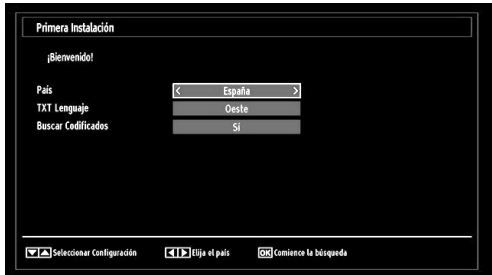 Primera Instalación
¡Bienvenido!
País España
TXT Lenguaje Oeste
Buscar Codificados Sí
Seleccionar Configuración Elija el país OK Comience la búsqueda